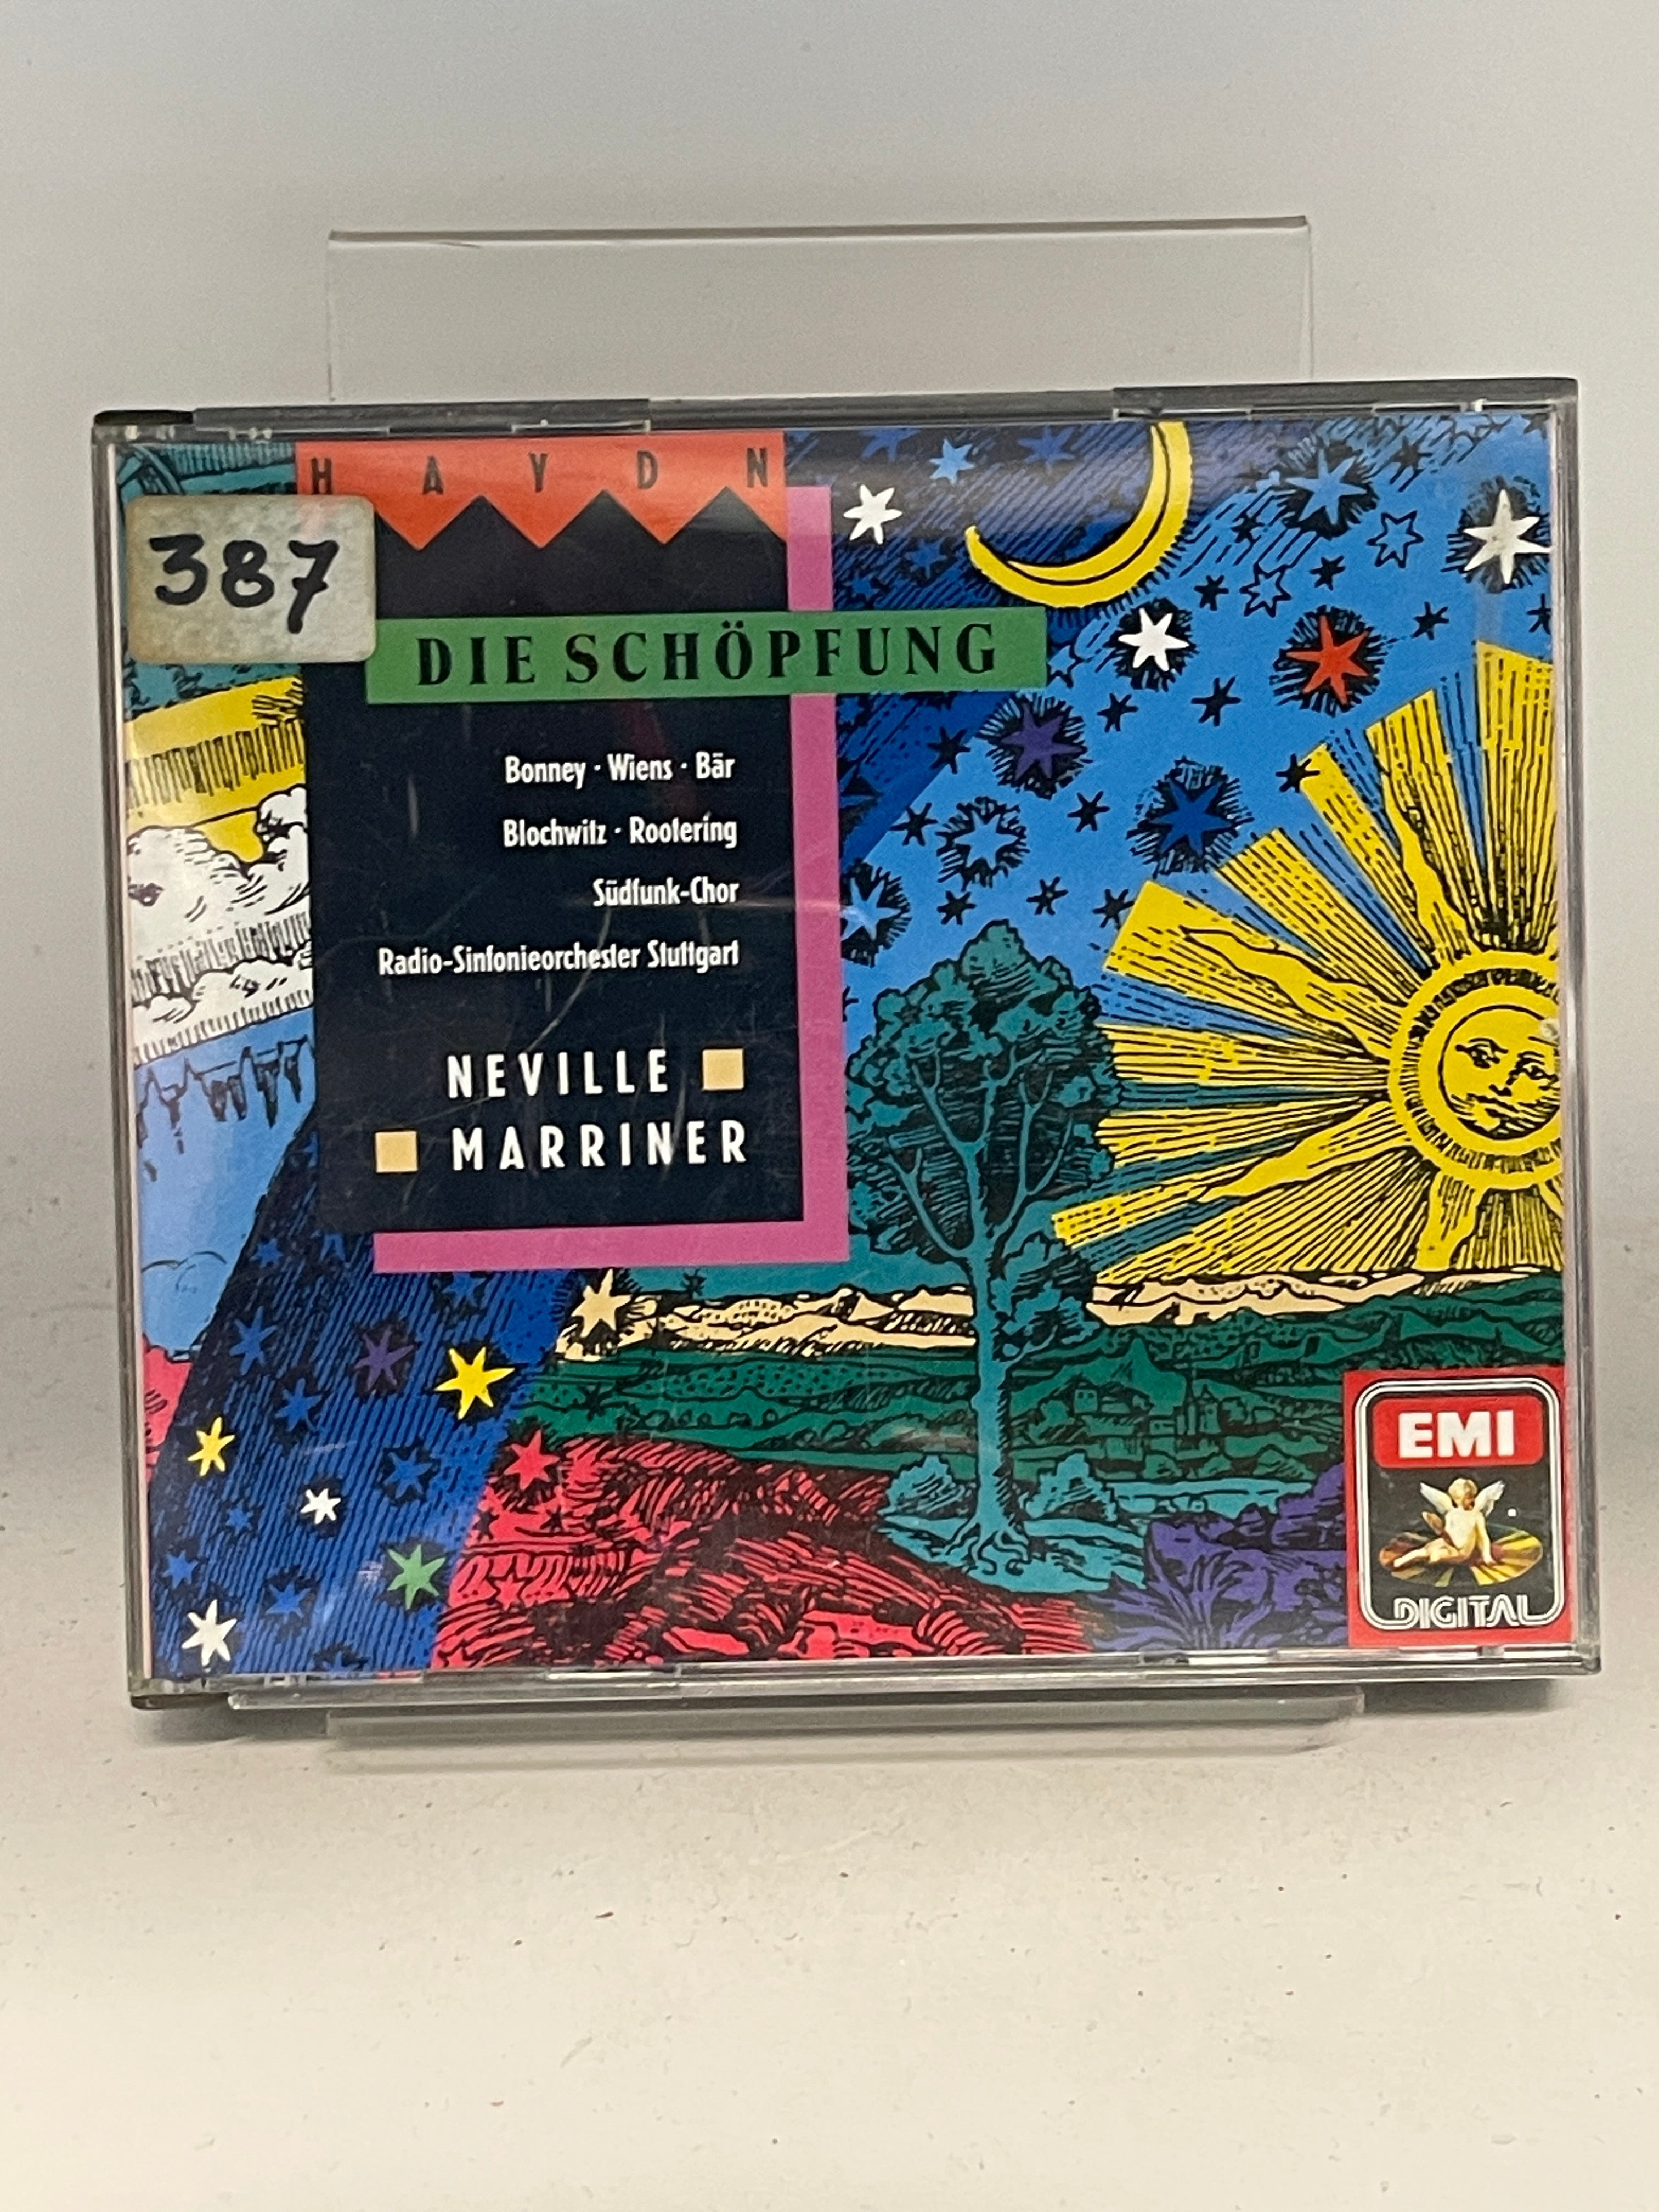 HAYDN
387
DIE SCHÖPFUNG
Bonney · Wiens · Bär
Blochwitz · Rootering
Südfunk-Chor
Radio-Sinfonieorchester Stuttgart
NEVILLE
MARRINER
EMI
DIGITAL